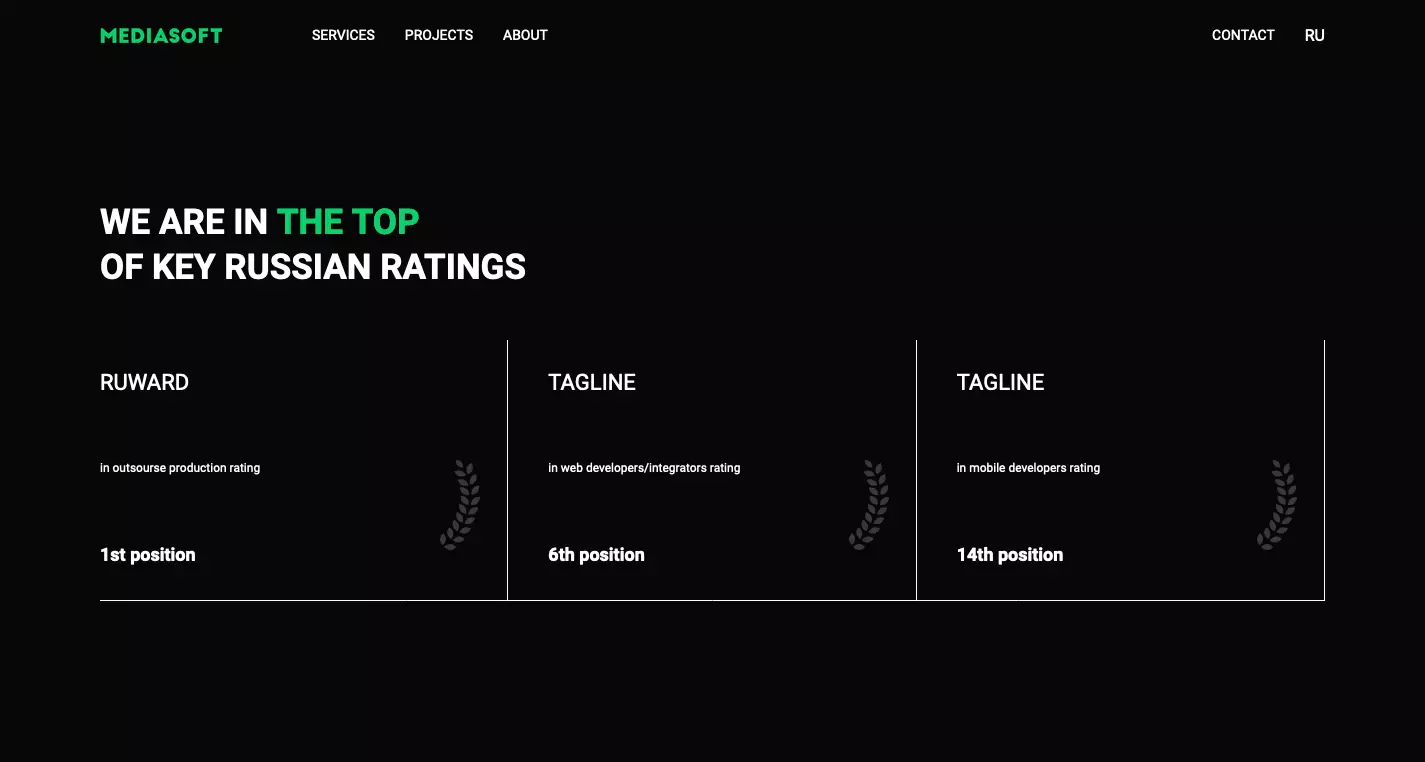 MEDIASOFT SERVICES PROJECTS ABOUT CONTACT RU
WE ARE IN THE TOP
OF KEY RUSSIAN RATINGS
RUWARD
in outsourse production rating
1st position
TAGLINE
in web developers/integrators rating
6th position
TAGLINE
in mobile developers rating
14th position